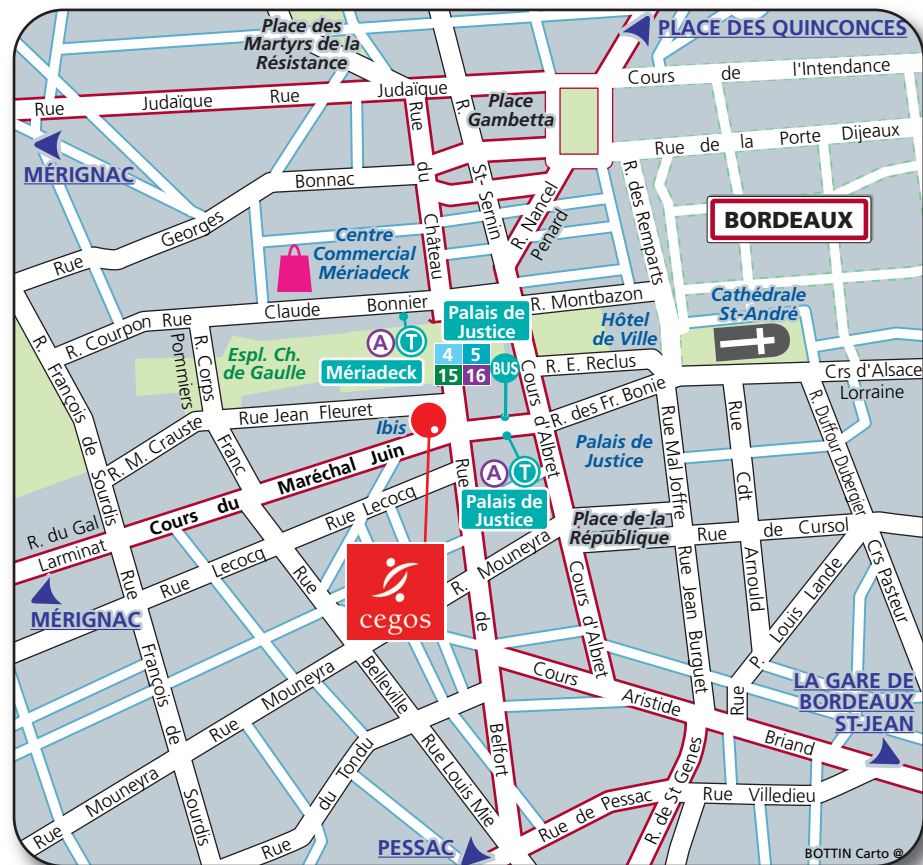 Place des
Martyrs de la
Résistance
PLACE DES QUINCONCES
Cours de l'Intendance
Rue Judaïque Rue Judaïque
Place
Gambetta
Rue de la Porte Dijeaux
MÉRIGNAC
Rue du Château
R. St-Sernin
R. Nancel
Penard
R. des Remparts
BORDEAUX
Rue Georges Bonnac
Centre
Commercial
Mériadeck
Rue Claude Bonnier
R. Courpon
R. Montbazon
Cathédrale
St-André
Hôtel
de Ville
Palais de
Justice
4 5
15 16
BUS
A T
Mériadeck
Espl. Ch.
de Gaulle
Pommiers
R. Corps
Franc
R. E. Reclus
Crs d'Alsace
Lorraine
R. François de Sourdis
Rue Jean Fleuret
Ibis
R. M. Crauste
Cours d'Albret
R. des Fr. Bonie
Palais de
Justice
Rue Mal Joffre
Rue Cdt Arnould
R. Duffour Dubergier
Cours du Maréchal Juin
A T
Palais de
Justice
R. du Gal
Larminat
Rue Lecocq
Rue Lecocq
Place de la
République
Rue de Cursol
Crs Pasteur
MÉRIGNAC
cegos
R. Mouneyra
Rue de Belfort
Cours d'Albret
Rue Jean Burguet
Rue P. Louis Lande
Rue François de Sourdis
Rue Belleville
Rue Mouneyra
Rue Mouneyra
Cours Aristide Briand
LA GARE DE
BORDEAUX
ST-JEAN
Rue du Tondu
Rue Louis Mie
R. de St Genes
Rue de Pessac
Rue Villedieu
PESSAC
BOTTIN Carto @